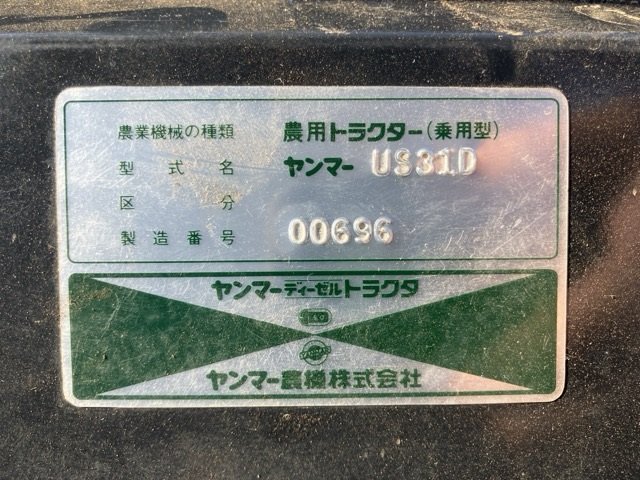 農業機械の種類 農用トラクター(乗用型)
型式名 ヤンマー US31D
区分
製造番号 00696
ヤンマーディーゼルトラクタ
ヤンマー農機株式会社